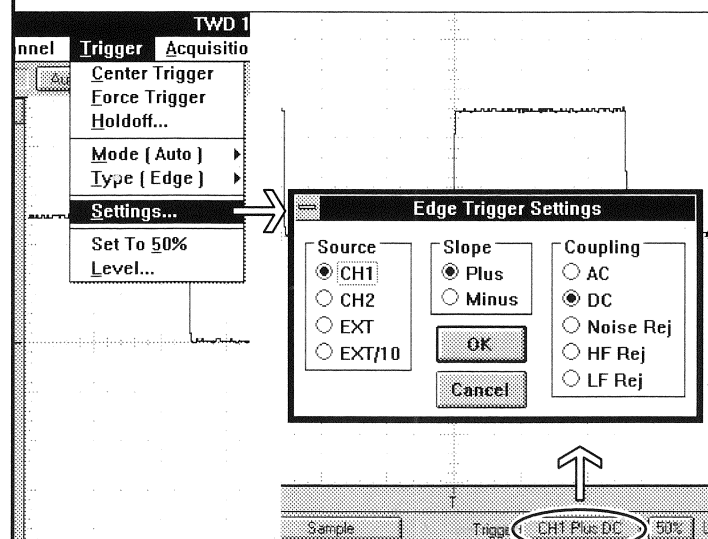 TWD 1
nnel Trigger Acquisitio
Au
Center Trigger
Force Trigger
Holdoff...
Mode ( Auto )
Type ( Edge )
Settings...
Set To 50%
Level...
Edge Trigger Settings
Source
CH1
CH2
EXT
EXT/10
Slope
Plus
Minus
OK
Cancel
Coupling
AC
DC
Noise Rej
HF Rej
LF Rej
T
Sample Trigge CH1 Plus DC 50% L